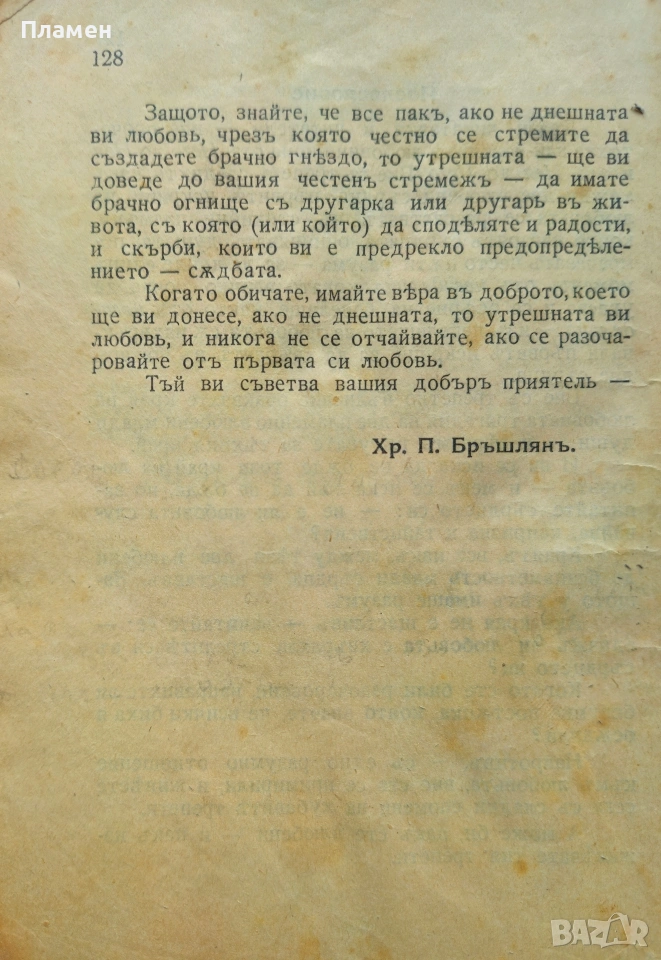 Пламен
128
Защото, знайте, че все пакъ, ако не днешната
ви любовь, чрезъ която честно се стремите да
създадете брачно гнѣздо, то утрешната — ще ви
доведе до вашия честенъ стремежъ — да имате
брачно огнище съ другарка или другарь въ жи-
вота, съ която (или който) да сподѣляте и радости,
и скърби, които ви е предрекло предопредѣле-
нието — сѫдбата.
Когато обичате, имайте вѣра въ доброто, което
ще ви донесе, ако не днешната, то утрешната ви
любовь, и никога не се отчайвайте, ако се разоча-
ровайте отъ първата си любовь.
Тъй ви съветва вашия добъръ приятель —
Хр. П. Бръшлянъ.
BAZAR